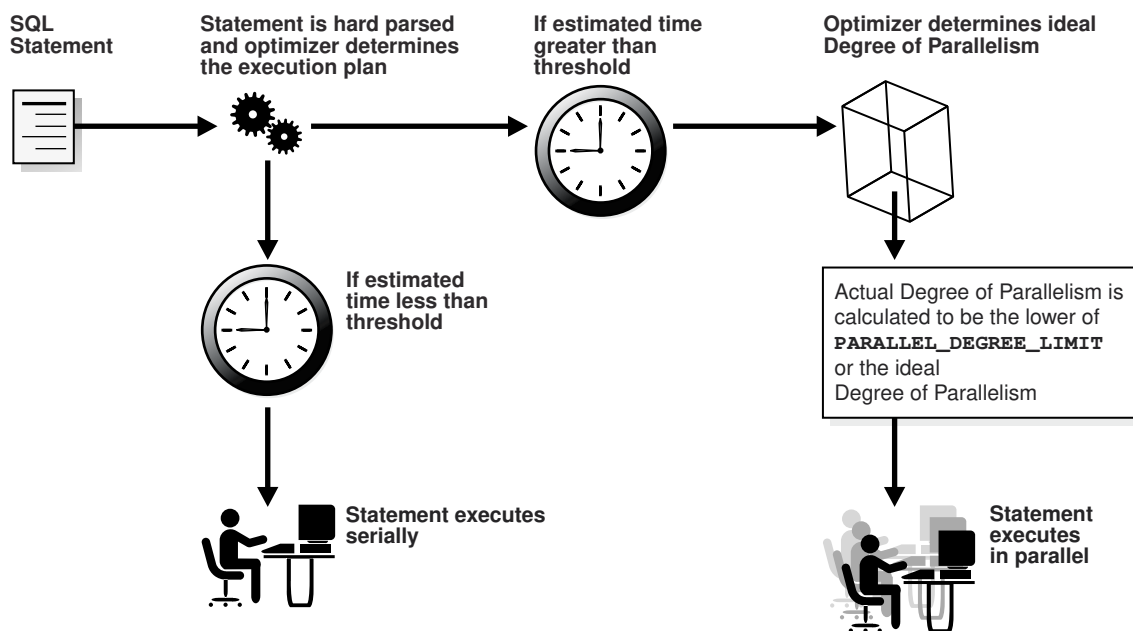 SQL
Statement
Statement is hard parsed
and optimizer determines
the execution plan
If estimated time
greater than
threshold
Optimizer determines ideal
Degree of Parallelism
If estimated
time less than
threshold
Actual Degree of Parallelism is
calculated to be the lower of
PARALLEL_DEGREE_LIMIT
or the ideal
Degree of Parallelism
Statement executes
serially
Statement
executes
in parallel